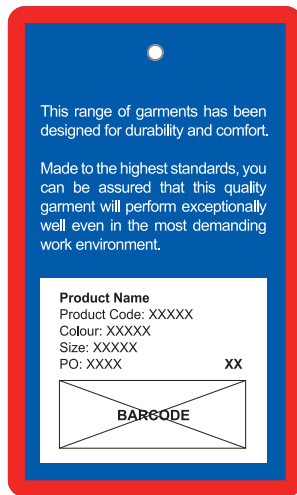 This range of garments has been
designed for durability and comfort.
Made to the highest standards, you
can be assured that this quality
garment will perform exceptionally
well even in the most demanding
work environment.
Product Name
Product Code: XXXXX
Colour: XXXXX
Size: XXXXX
PO: XXXX XX
BARCODE